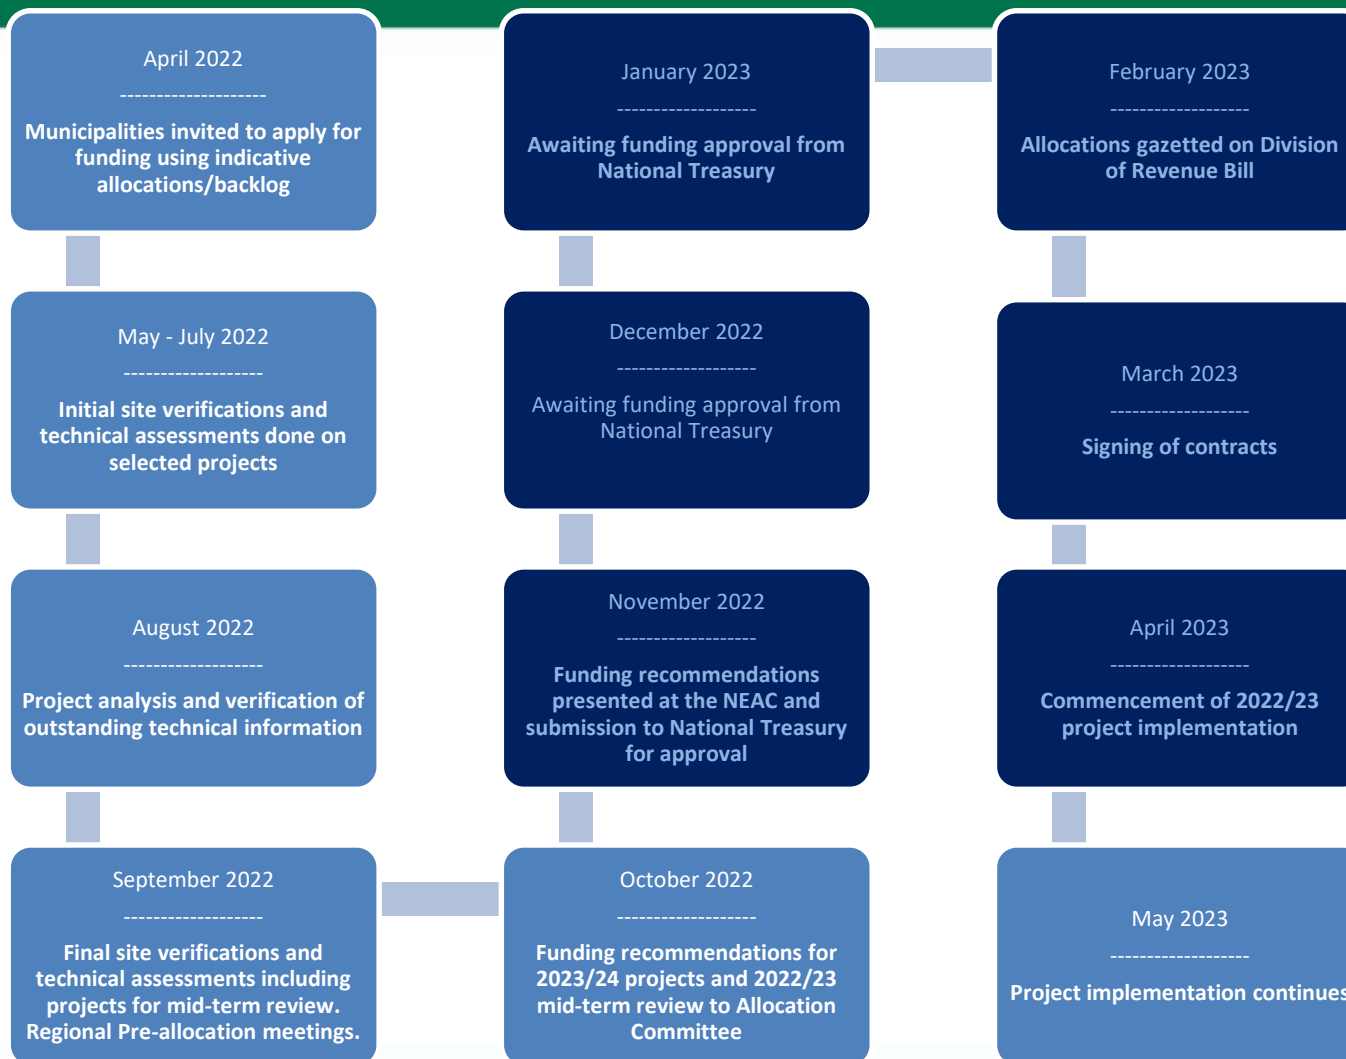 April 2022
--------------------
Municipalities invited to apply for
funding using indicative
allocations/backlog
May - July 2022
-------------------
Initial site verifications and
technical assessments done on
selected projects
August 2022
-------------------
Project analysis and verification of
outstanding technical information
September 2022
-------------------
Final site verifications and
technical assessments including
projects for mid-term review.
Regional Pre-allocation meetings.
October 2022
-------------------
Funding recommendations for
2023/24 projects and 2022/23
mid-term review to Allocation
Committee
November 2022
-------------------
Funding recommendations
presented at the NEAC and
submission to National Treasury
for approval
December 2022
-------------------
Awaiting funding approval from
National Treasury
January 2023
-------------------
Awaiting funding approval from
National Treasury
February 2023
-------------------
Allocations gazetted on Division
of Revenue Bill
March 2023
-------------------
Signing of contracts
April 2023
-------------------
Commencement of 2022/23
project implementation
May 2023
-------------------
Project implementation continues